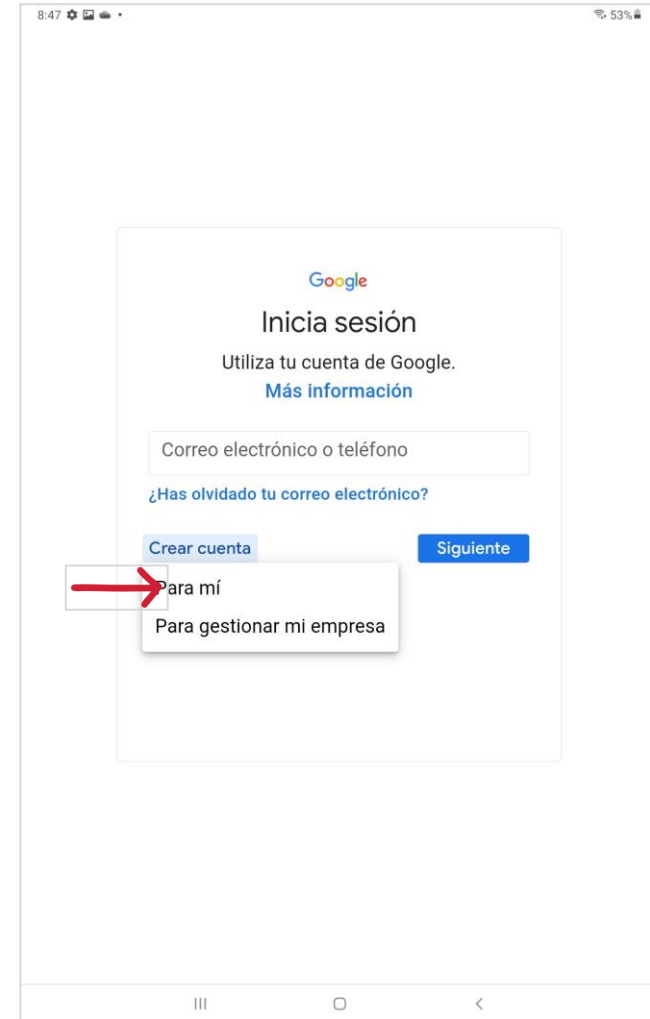 8:47
53%
Google
Inicia sesión
Utiliza tu cuenta de Google.
Más información
Correo electrónico o teléfono
¿Has olvidado tu correo electrónico?
Crear cuenta
Siguiente
Para mí
Para gestionar mi empresa